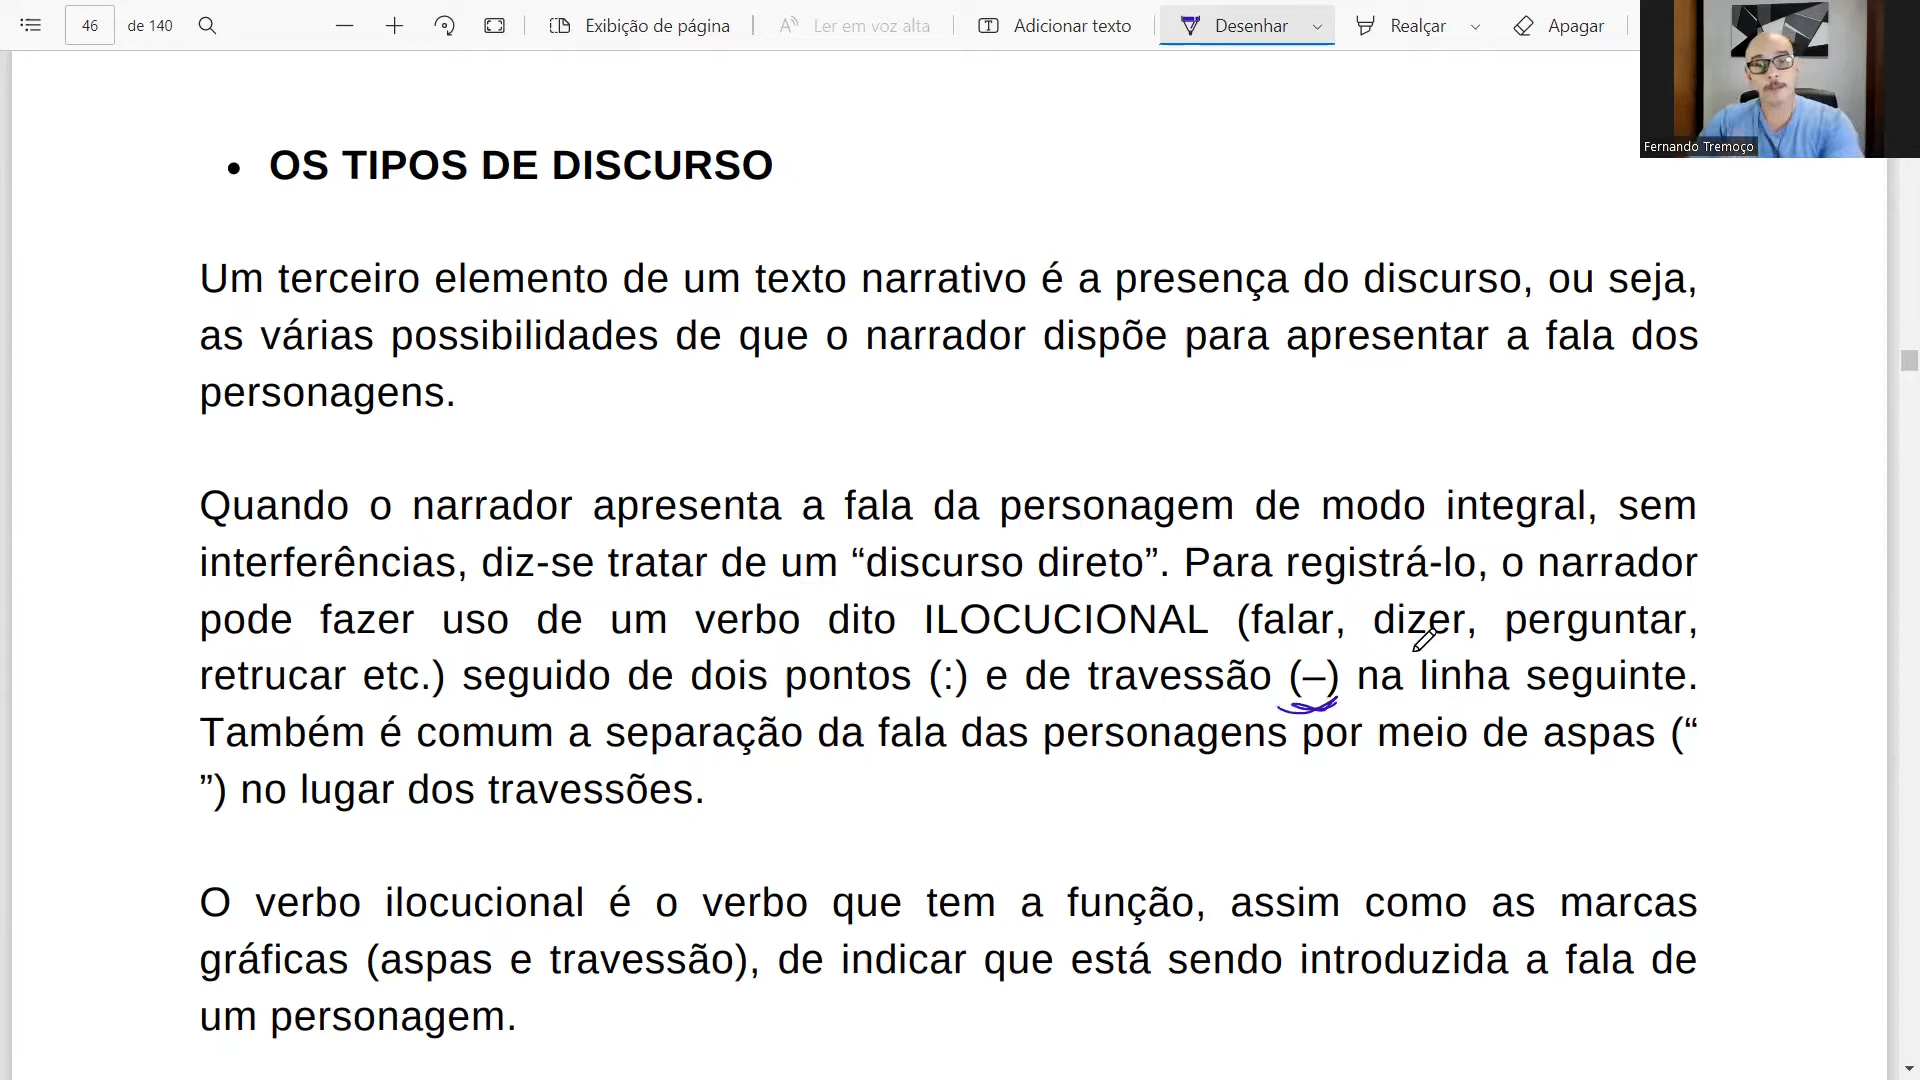 46 de 140 Exibição de página Ler em voz alta Adicionar texto Desenhar Realçar Apagar
Fernando Tremoço
• OS TIPOS DE DISCURSO
Um terceiro elemento de um texto narrativo é a presença do discurso, ou seja,
as várias possibilidades de que o narrador dispõe para apresentar a fala dos
personagens.
Quando o narrador apresenta a fala da personagem de modo integral, sem
interferências, diz-se tratar de um “discurso direto”. Para registrá-lo, o narrador
pode fazer uso de um verbo dito ILOCUCIONAL (falar, dizer, perguntar,
retrucar etc.) seguido de dois pontos (:) e de travessão (–) na linha seguinte.
Também é comum a separação da fala das personagens por meio de aspas (“
”) no lugar dos travessões.
O verbo ilocucional é o verbo que tem a função, assim como as marcas
gráficas (aspas e travessão), de indicar que está sendo introduzida a fala de
um personagem.